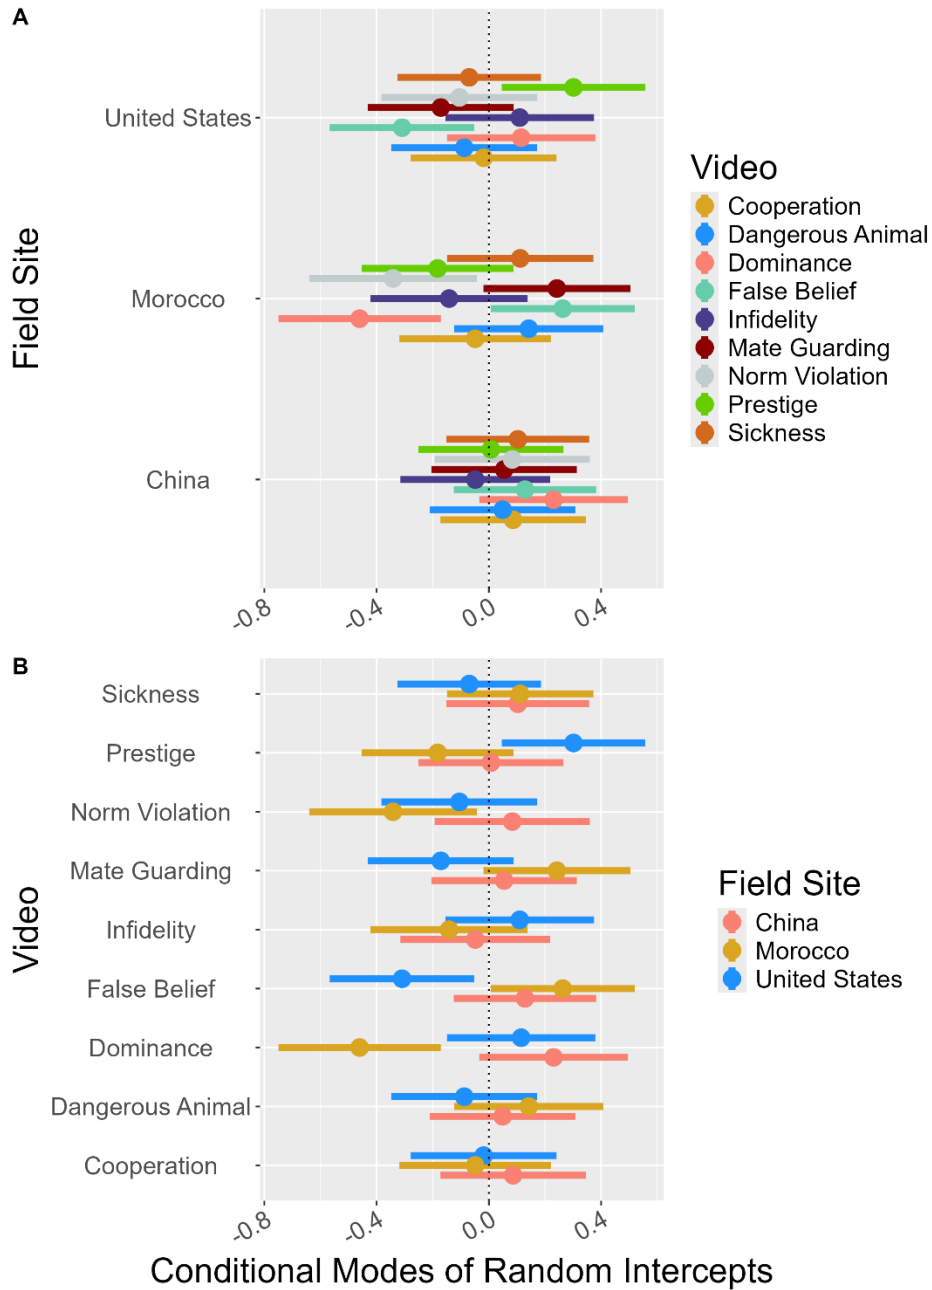 A
Field Site
United States
Morocco
China
-0.8
-0.4
0.0
0.4
Video
Cooperation
Dangerous Animal
Dominance
False Belief
Infidelity
Mate Guarding
Norm Violation
Prestige
Sickness
B
Video
Sickness
Prestige
Norm Violation
Mate Guarding
Infidelity
False Belief
Dominance
Dangerous Animal
Cooperation
-0.8
-0.4
0.0
0.4
Field Site
China
Morocco
United States
Conditional Modes of Random Intercepts